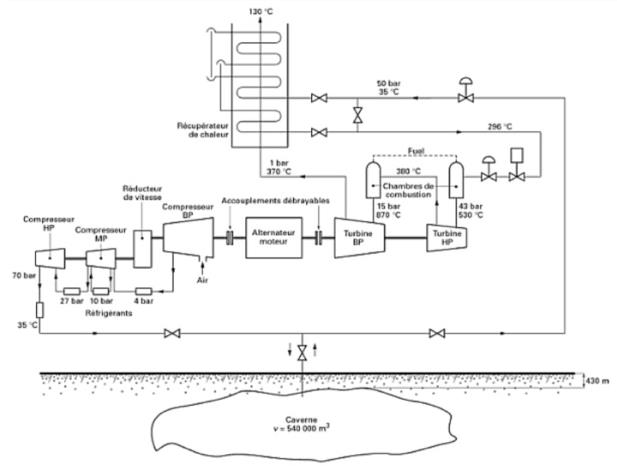 130 °C
50 bar
35 °C
Récupérateur
de chaleur
296 °C
Fuel
1 bar
370 °C
380 °C
Chambres de
combustion
15 bar
870 °C
43 bar
530 °C
Réducteur
de vitesse
Compresseur
BP
Accouplements débrayables
Compresseur
HP
Compresseur
MP
Alternateur
moteur
Turbine
BP
Turbine
HP
Air
70 bar
27 bar
10 bar
4 bar
Réfrigérants
35 °C
430 m
Caverne
v = 540 000 m³